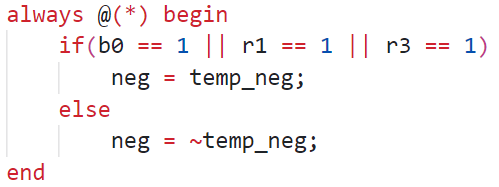 always @(*) begin
    if(b0 == 1 || r1 == 1 || r3 == 1)
        neg = temp_neg;
    else
        neg = ~temp_neg;
end